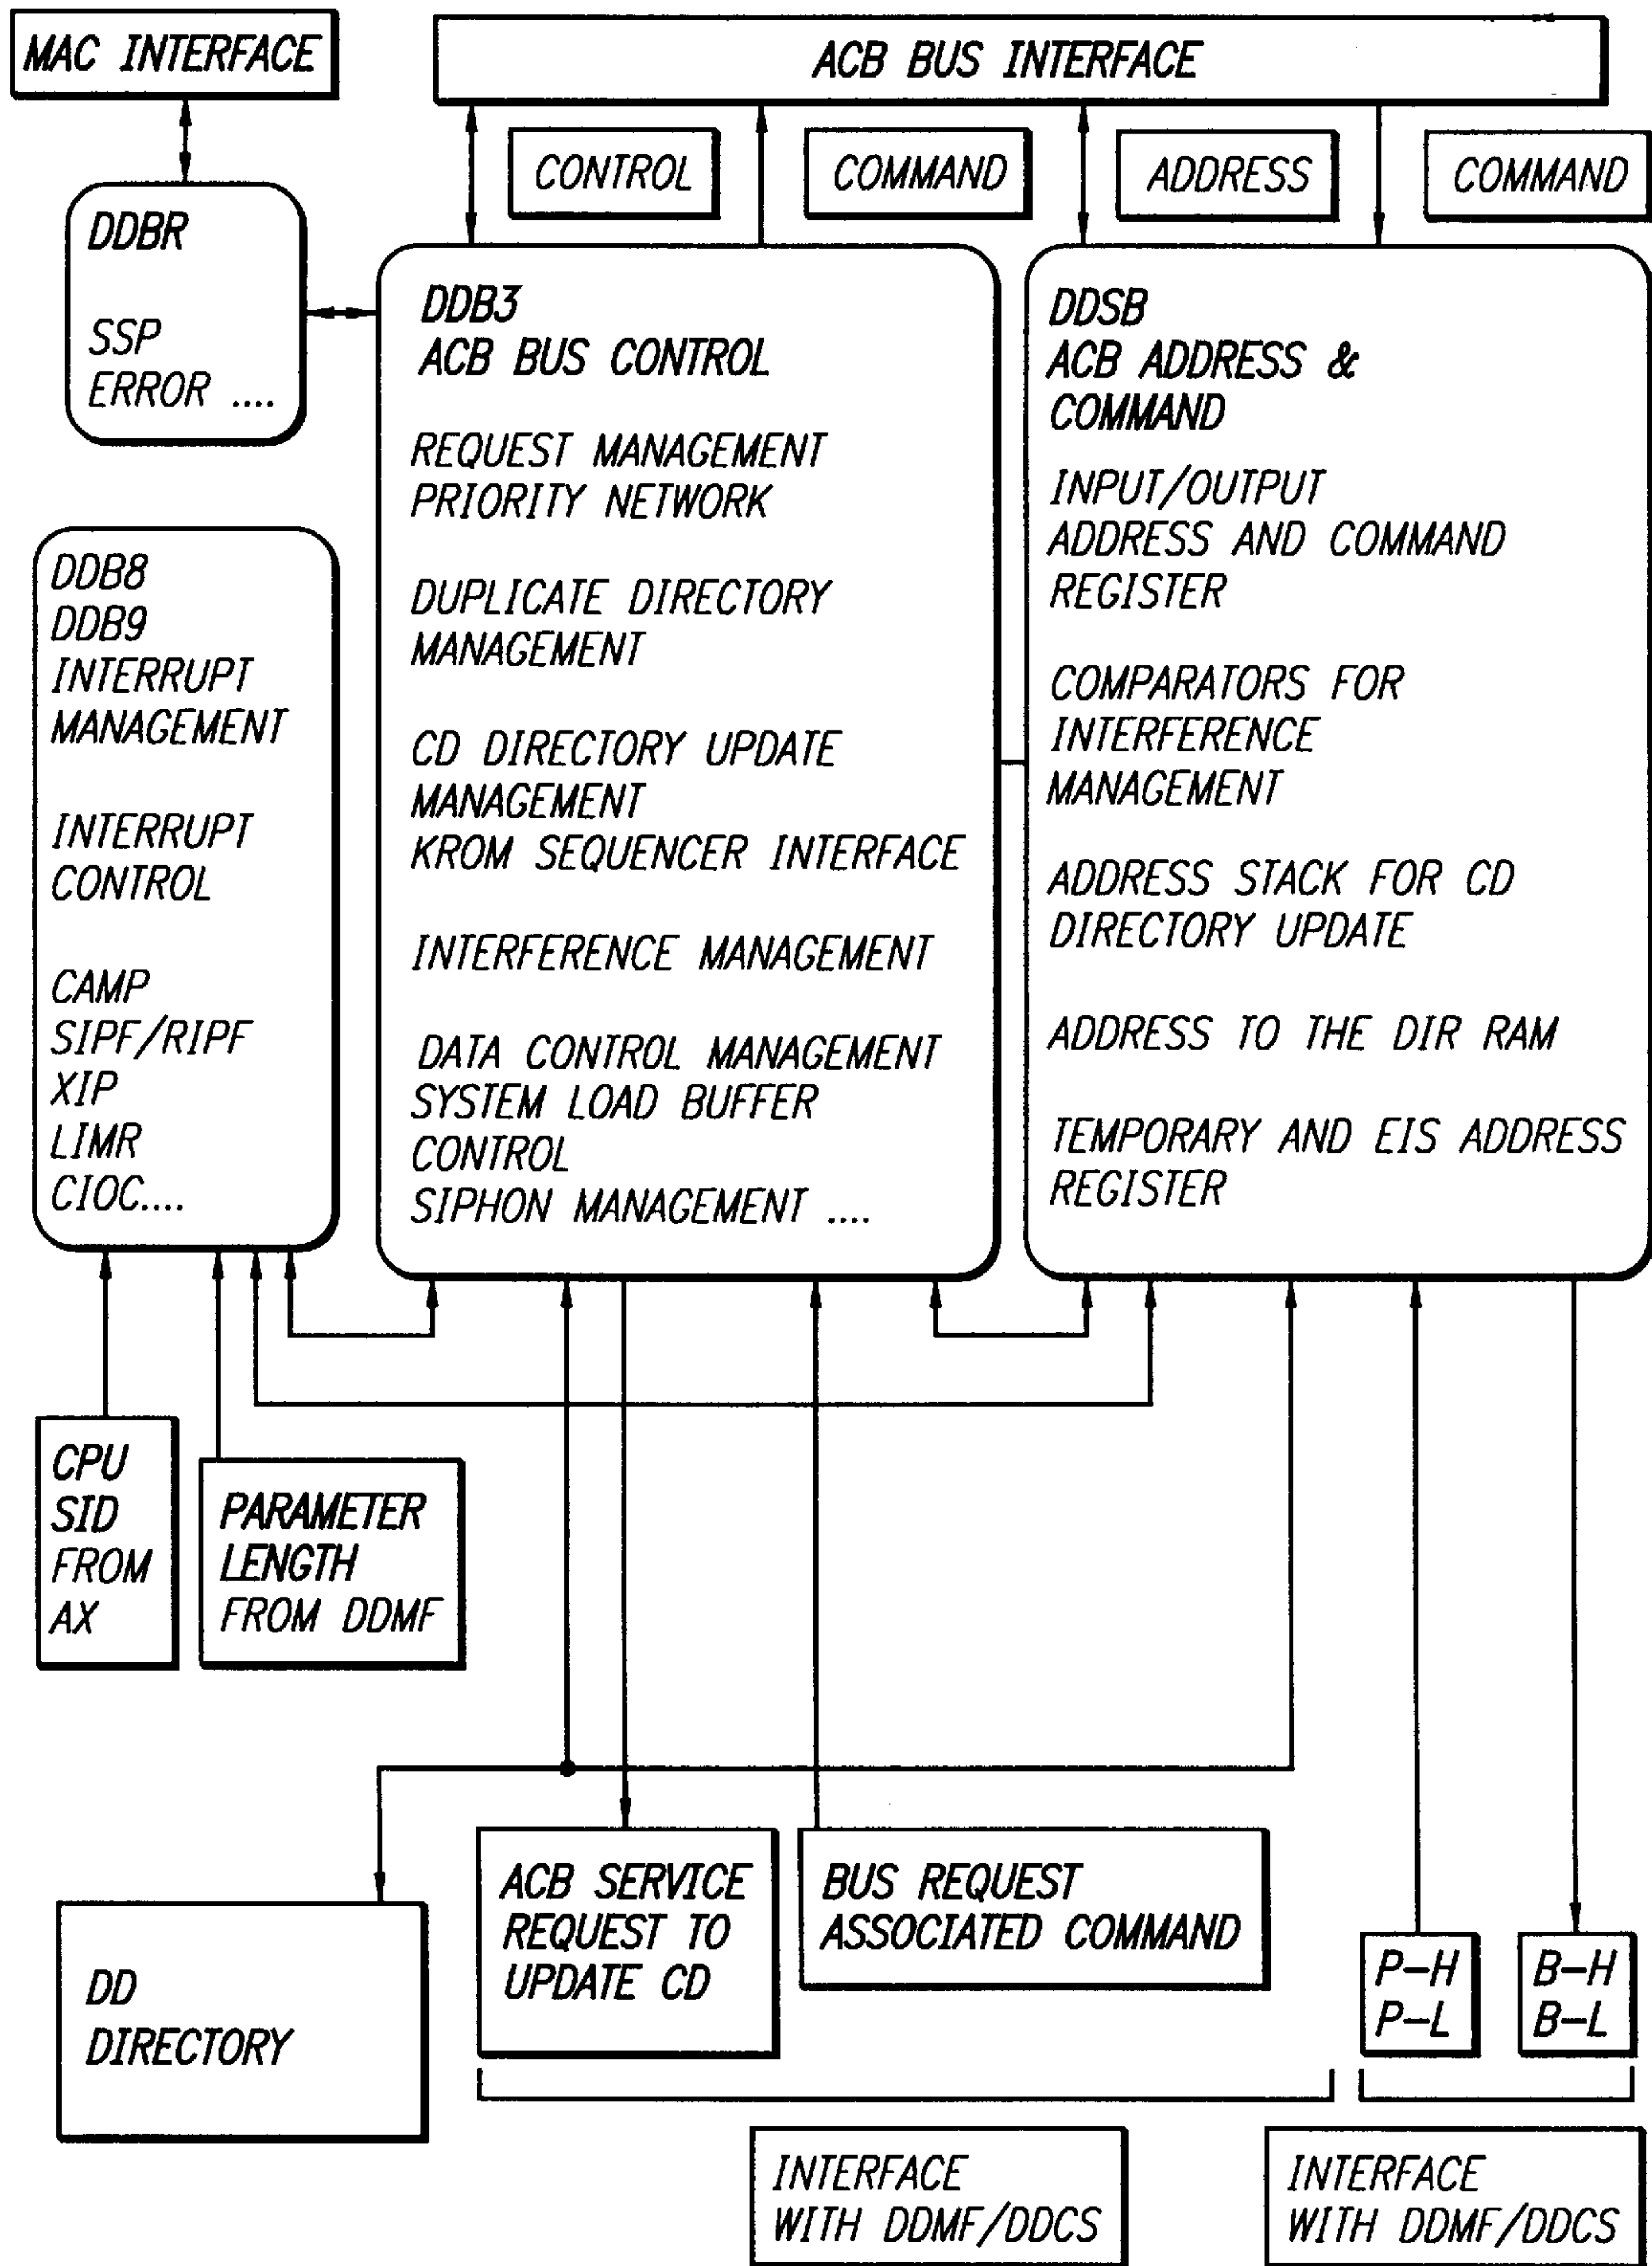 MAC INTERFACE
ACB BUS INTERFACE
CONTROL
COMMAND
ADDRESS
COMMAND
DDBR
SSP
ERROR ....
DDB3
ACB BUS CONTROL
REQUEST MANAGEMENT
PRIORITY NETWORK
DUPLICATE DIRECTORY
MANAGEMENT
CD DIRECTORY UPDATE
MANAGEMENT
KROM SEQUENCER INTERFACE
INTERFERENCE MANAGEMENT
DATA CONTROL MANAGEMENT
SYSTEM LOAD BUFFER
CONTROL
SIPHON MANAGEMENT ....
DDSB
ACB ADDRESS &
COMMAND
INPUT/OUTPUT
ADDRESS AND COMMAND
REGISTER
COMPARATORS FOR
INTERFERENCE
MANAGEMENT
ADDRESS STACK FOR CD
DIRECTORY UPDATE
ADDRESS TO THE DIR RAM
TEMPORARY AND EIS ADDRESS
REGISTER
DDB8
DDB9
INTERRUPT
MANAGEMENT
INTERRUPT
CONTROL
CAMP
SIPF/RIPF
XIP
LIMR
CIOC....
CPU
SID
FROM
AX
PARAMETER
LENGTH
FROM DDMF
DD
DIRECTORY
ACB SERVICE
REQUEST TO
UPDATE CD
BUS REQUEST
ASSOCIATED COMMAND
P-H
P-L
B-H
B-L
INTERFACE
WITH DDMF/DDCS
INTERFACE
WITH DDMF/DDCS